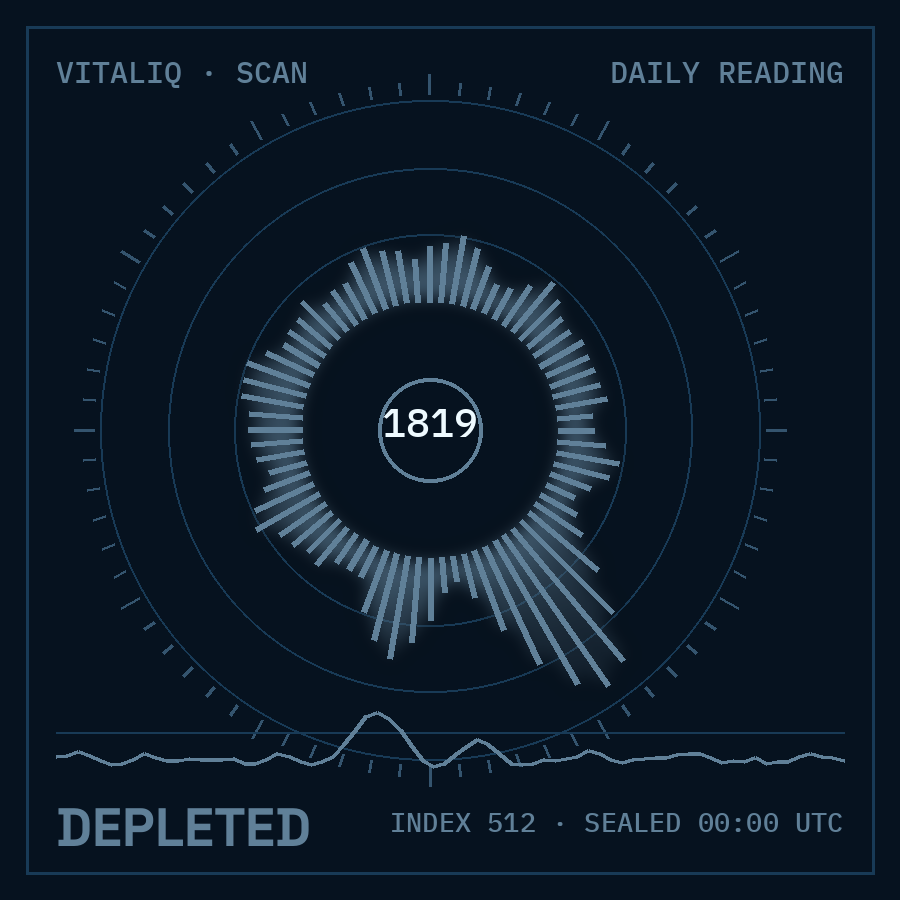 VITALIQ · SCAN
DAILY READING
1819
DEPLETED
INDEX 512 · SEALED 00:00 UTC